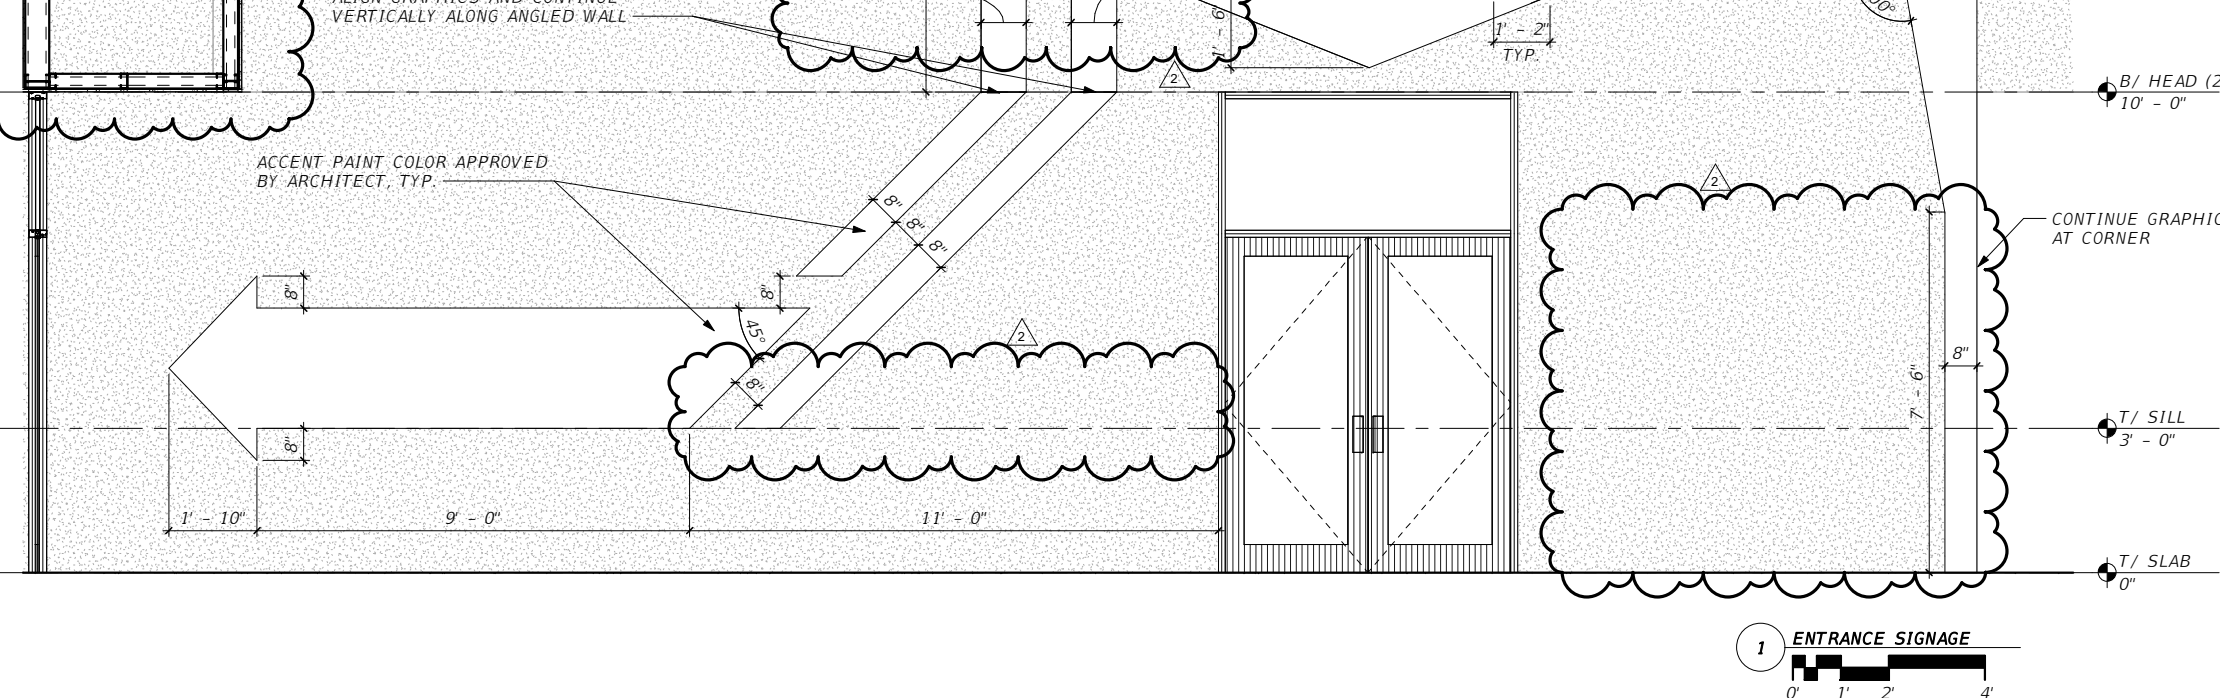 ALIGN GRAPHICS AND CONTINUE
VERTICALLY ALONG ANGLED WALL
1' - 6"
1' - 2"
TYP.
2
B/ HEAD (2
10' - 0"
ACCENT PAINT COLOR APPROVED
BY ARCHITECT, TYP.
8"
8"
8"
2
CONTINUE GRAPHIC
AT CORNER
8"
8"
45°
2
8"
8"
7' - 6"
T/ SILL
3' - 0"
8"
1' - 10"
9' - 0"
11' - 0"
T/ SLAB
0"
1
ENTRANCE SIGNAGE
0'
1'
2'
4'